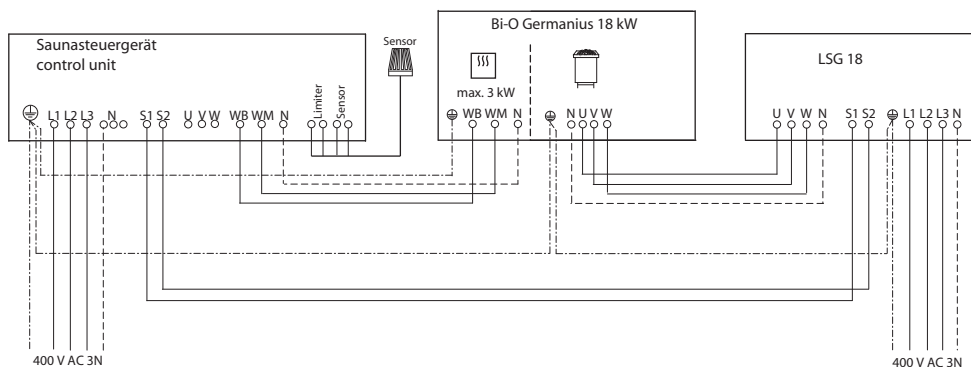 Saunasteuergerät
control unit
L1 L2 L3 N S1 S2 U V W WB WM N Limiter Sensor
Sensor
Bi-O Germanius 18 kW
max. 3 kW
WB WM N N U V W
LSG 18
U V W N S1 S2 L1 L2 L3 N
400 V AC 3N
400 V AC 3N